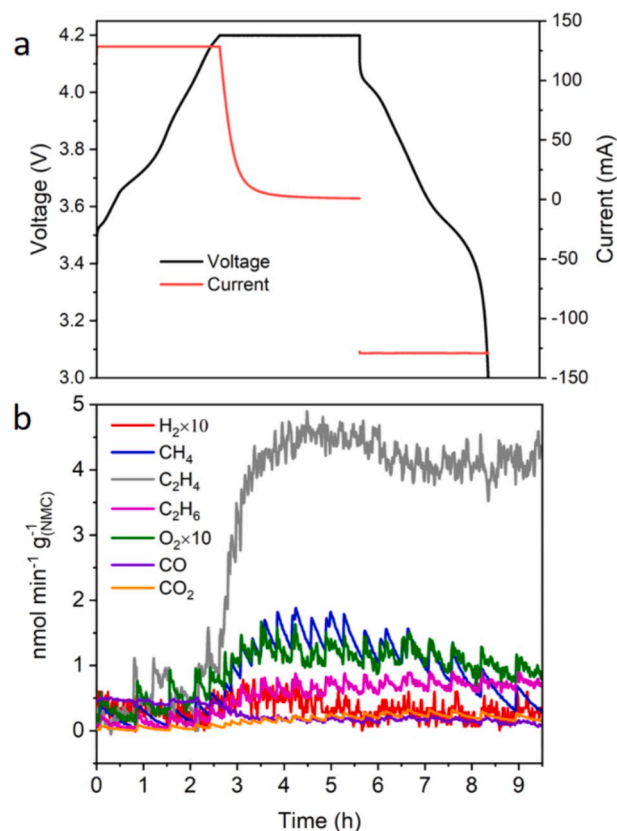 a
Voltage (V)
4.2
4.0
3.8
3.6
3.4
3.2
3.0
Voltage
Current
150
100
50
0
-50
-100
-150
Current (mA)
b
nmol min⁻¹ g⁻¹(NMC)
5
4
3
2
1
0
H₂×10
CH₄
C₂H₄
C₂H₆
O₂×10
CO
CO₂
0 1 2 3 4 5 6 7 8 9
Time (h)